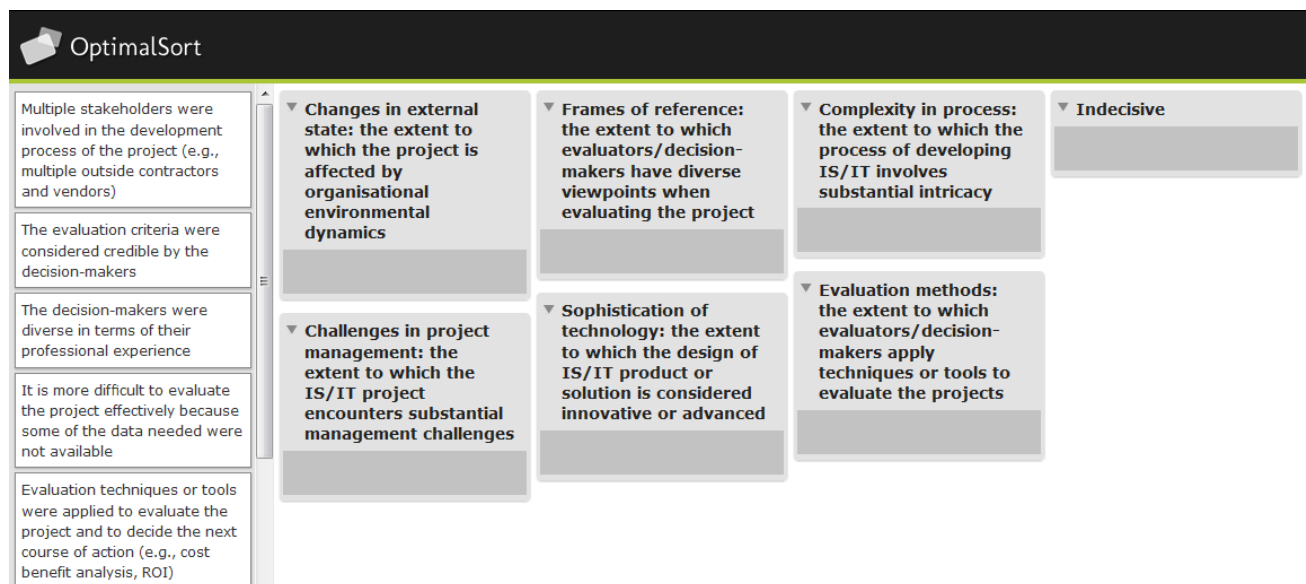 OptimalSort
Multiple stakeholders were
involved in the development
process of the project (e.g.,
multiple outside contractors
and vendors)
The evaluation criteria were
considered credible by the
decision-makers
The decision-makers were
diverse in terms of their
professional experience
It is more difficult to evaluate
the project effectively because
some of the data needed were
not available
Evaluation techniques or tools
were applied to evaluate the
project and to decide the next
course of action (e.g., cost
benefit analysis, ROI)
Changes in external
state: the extent to
which the project is
affected by
organisational
environmental
dynamics
Challenges in project
management: the
extent to which the
IS/IT project
encounters substantial
management challenges
Frames of reference:
the extent to which
evaluators/decision-
makers have diverse
viewpoints when
evaluating the project
Sophistication of
technology: the extent
to which the design of
IS/IT product or
solution is considered
innovative or advanced
Complexity in process:
the extent to which the
process of developing
IS/IT involves
substantial intricacy
Evaluation methods:
the extent to which
evaluators/decision-
makers apply
techniques or tools to
evaluate the projects
Indecisive